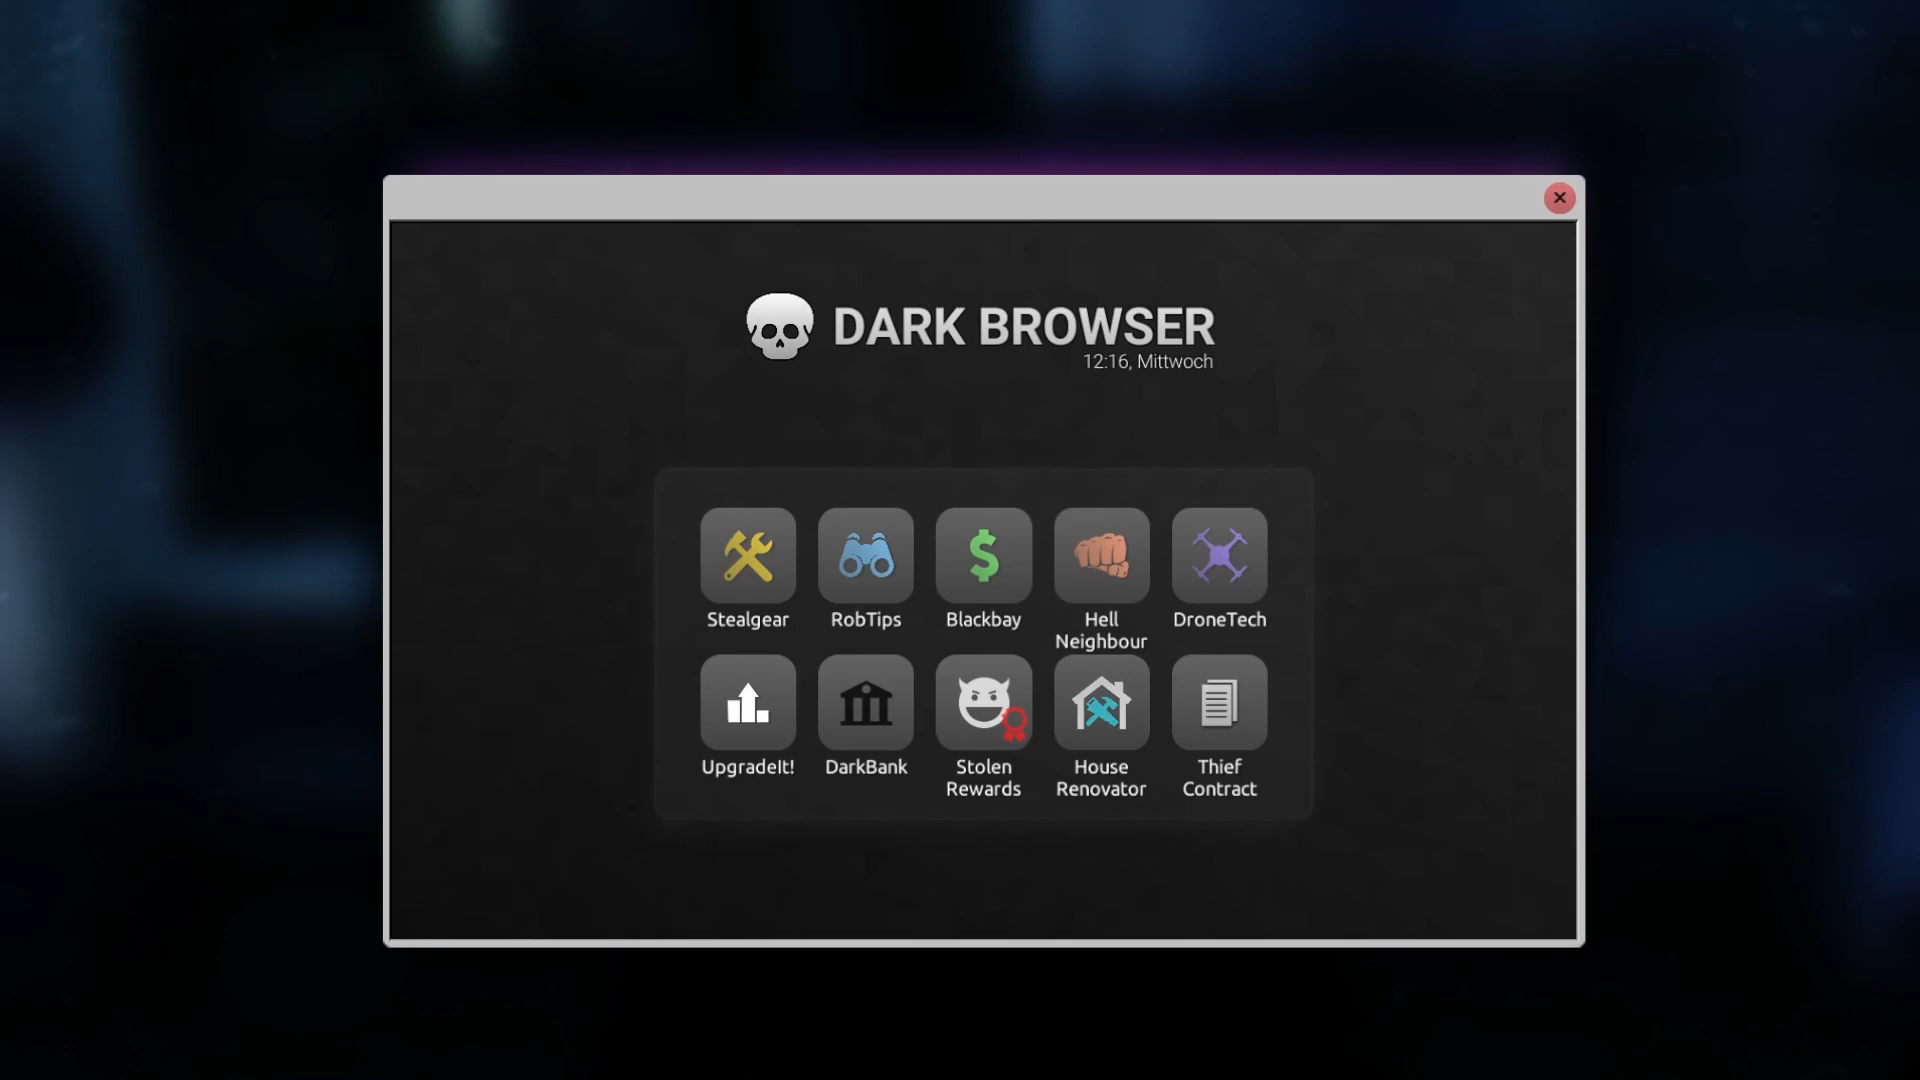 DARK BROWSER
12:16, Mittwoch
Stealgear
RobTips
Blackbay
Hell
Neighbour
DroneTech
UpgradeIt!
DarkBank
Stolen
Rewards
House
Renovator
Thief
Contract